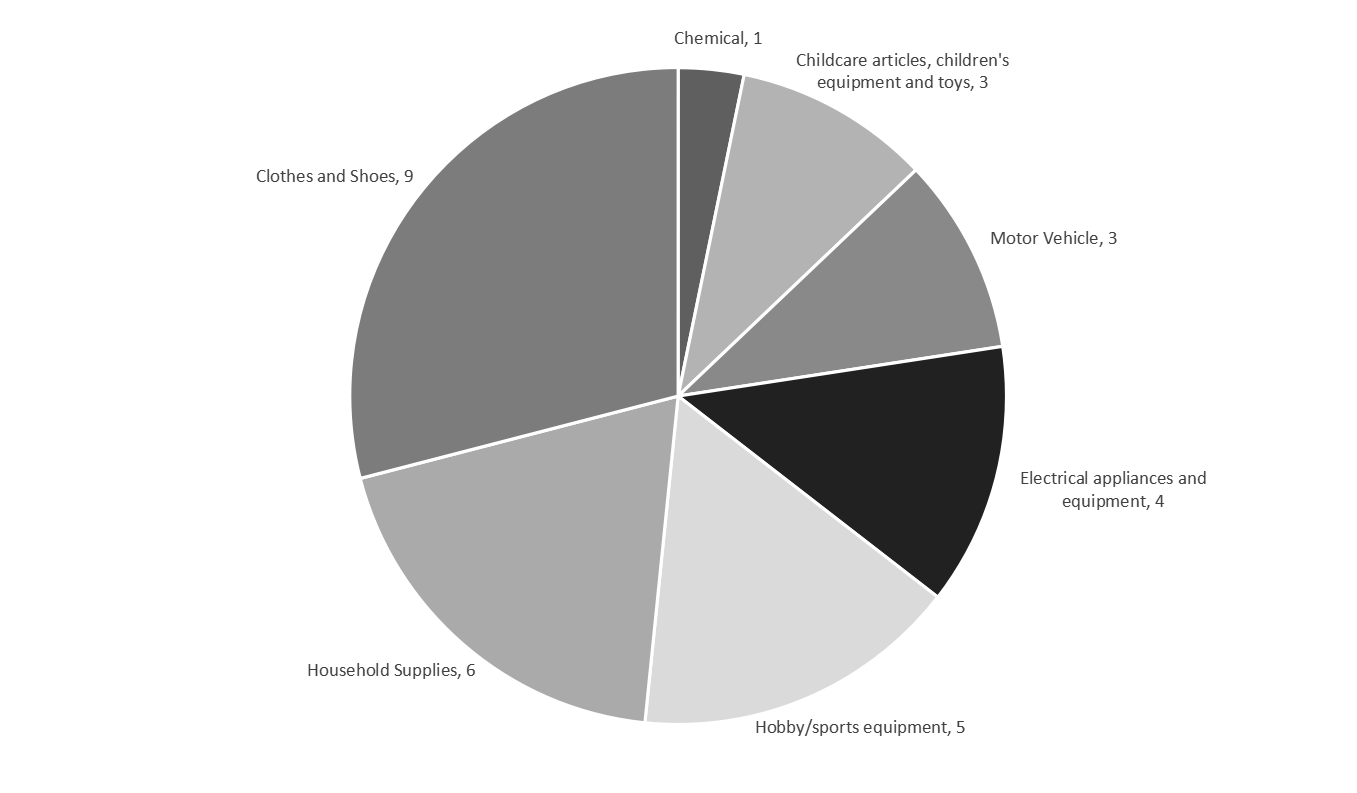 Chemical, 1
Childcare articles, children's
equipment and toys, 3
Motor Vehicle, 3
Electrical appliances and
equipment, 4
Hobby/sports equipment, 5
Household Supplies, 6
Clothes and Shoes, 9